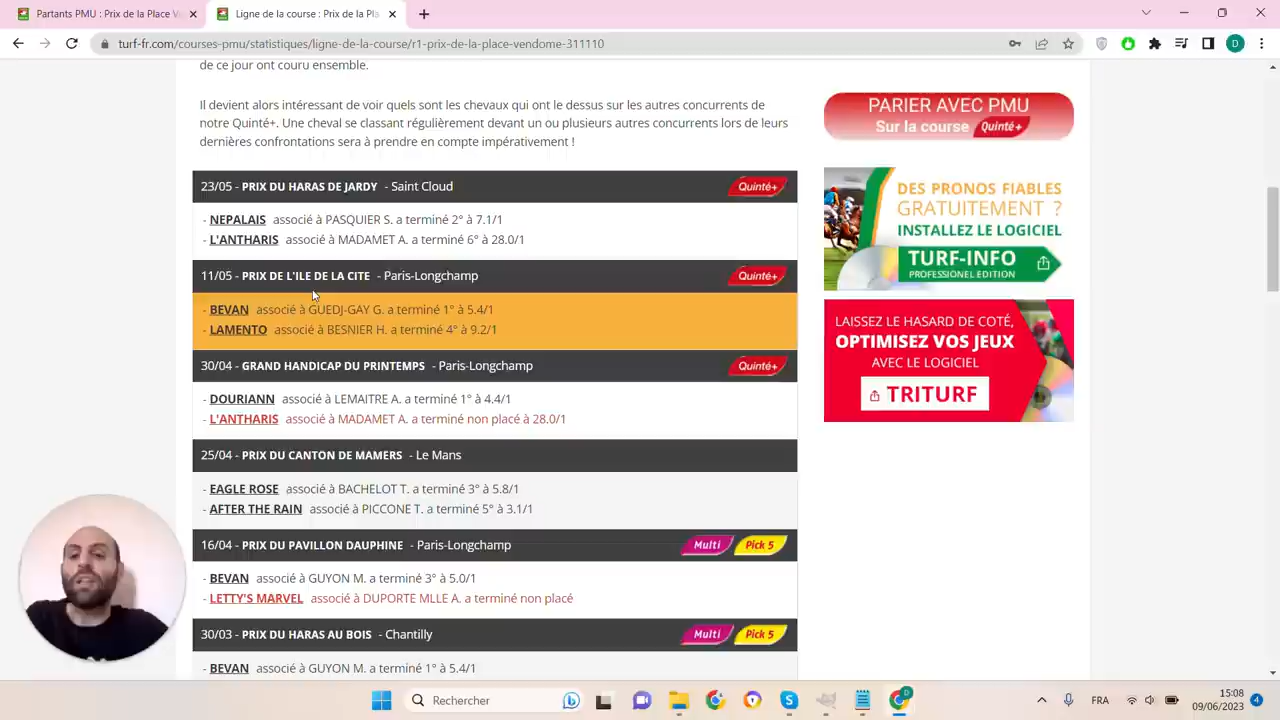 Partants PMU : Prix de la Place V
Ligne de la course : Prix de la Pla
turf-fr.com/courses-pmu/statistiques/ligne-de-la-course/r1-prix-de-la-place-vendome-311110
D
de ce jour ont couru ensemble.
Il devient alors intéressant de voir quels sont les chevaux qui ont le dessus sur les autres concurrents de
notre Quinté+. Une cheval se classant régulièrement devant un ou plusieurs autres concurrents lors de leurs
dernières confrontations sera à prendre en compte impérativement !
23/05 - PRIX DU HARAS DE JARDY - Saint Cloud Quinté+
- NEPALAIS associé à PASQUIER S. a terminé 2° à 7.1/1
- L'ANTHARIS associé à MADAMET A. a terminé 6° à 28.0/1
11/05 - PRIX DE L'ILE DE LA CITE - Paris-Longchamp Quinté+
- BEVAN associé à GUEDJ-GAY G. a terminé 1° à 5.4/1
- LAMENTO associé à BESNIER H. a terminé 4° à 9.2/1
30/04 - GRAND HANDICAP DU PRINTEMPS - Paris-Longchamp Quinté+
- DOURIANN associé à LEMAITRE A. a terminé 1° à 4.4/1
- L'ANTHARIS associé à MADAMET A. a terminé non placé à 28.0/1
25/04 - PRIX DU CANTON DE MAMERS - Le Mans
- EAGLE ROSE associé à BACHELOT T. a terminé 3° à 5.8/1
- AFTER THE RAIN associé à PICCONE T. a terminé 5° à 3.1/1
16/04 - PRIX DU PAVILLON DAUPHINE - Paris-Longchamp Multi Pick 5
- BEVAN associé à GUYON M. a terminé 3° à 5.0/1
- LETTY'S MARVEL associé à DUPORTE MLLE A. a terminé non placé
30/03 - PRIX DU HARAS AU BOIS - Chantilly Multi Pick 5
- BEVAN associé à GUYON M. a terminé 1° à 5.4/1
PARIER AVEC PMU
Sur la course Quinté+
DES PRONOS FIABLES
GRATUITEMENT ?
INSTALLEZ LE LOGICIEL
TURF-INFO
PROFESSIONEL EDITION
LAISSEZ LE HASARD DE COTÉ,
OPTIMISEZ VOS JEUX
AVEC LE LOGICIEL
TRITURF
Rechercher
FRA
15:08
09/06/2023
4